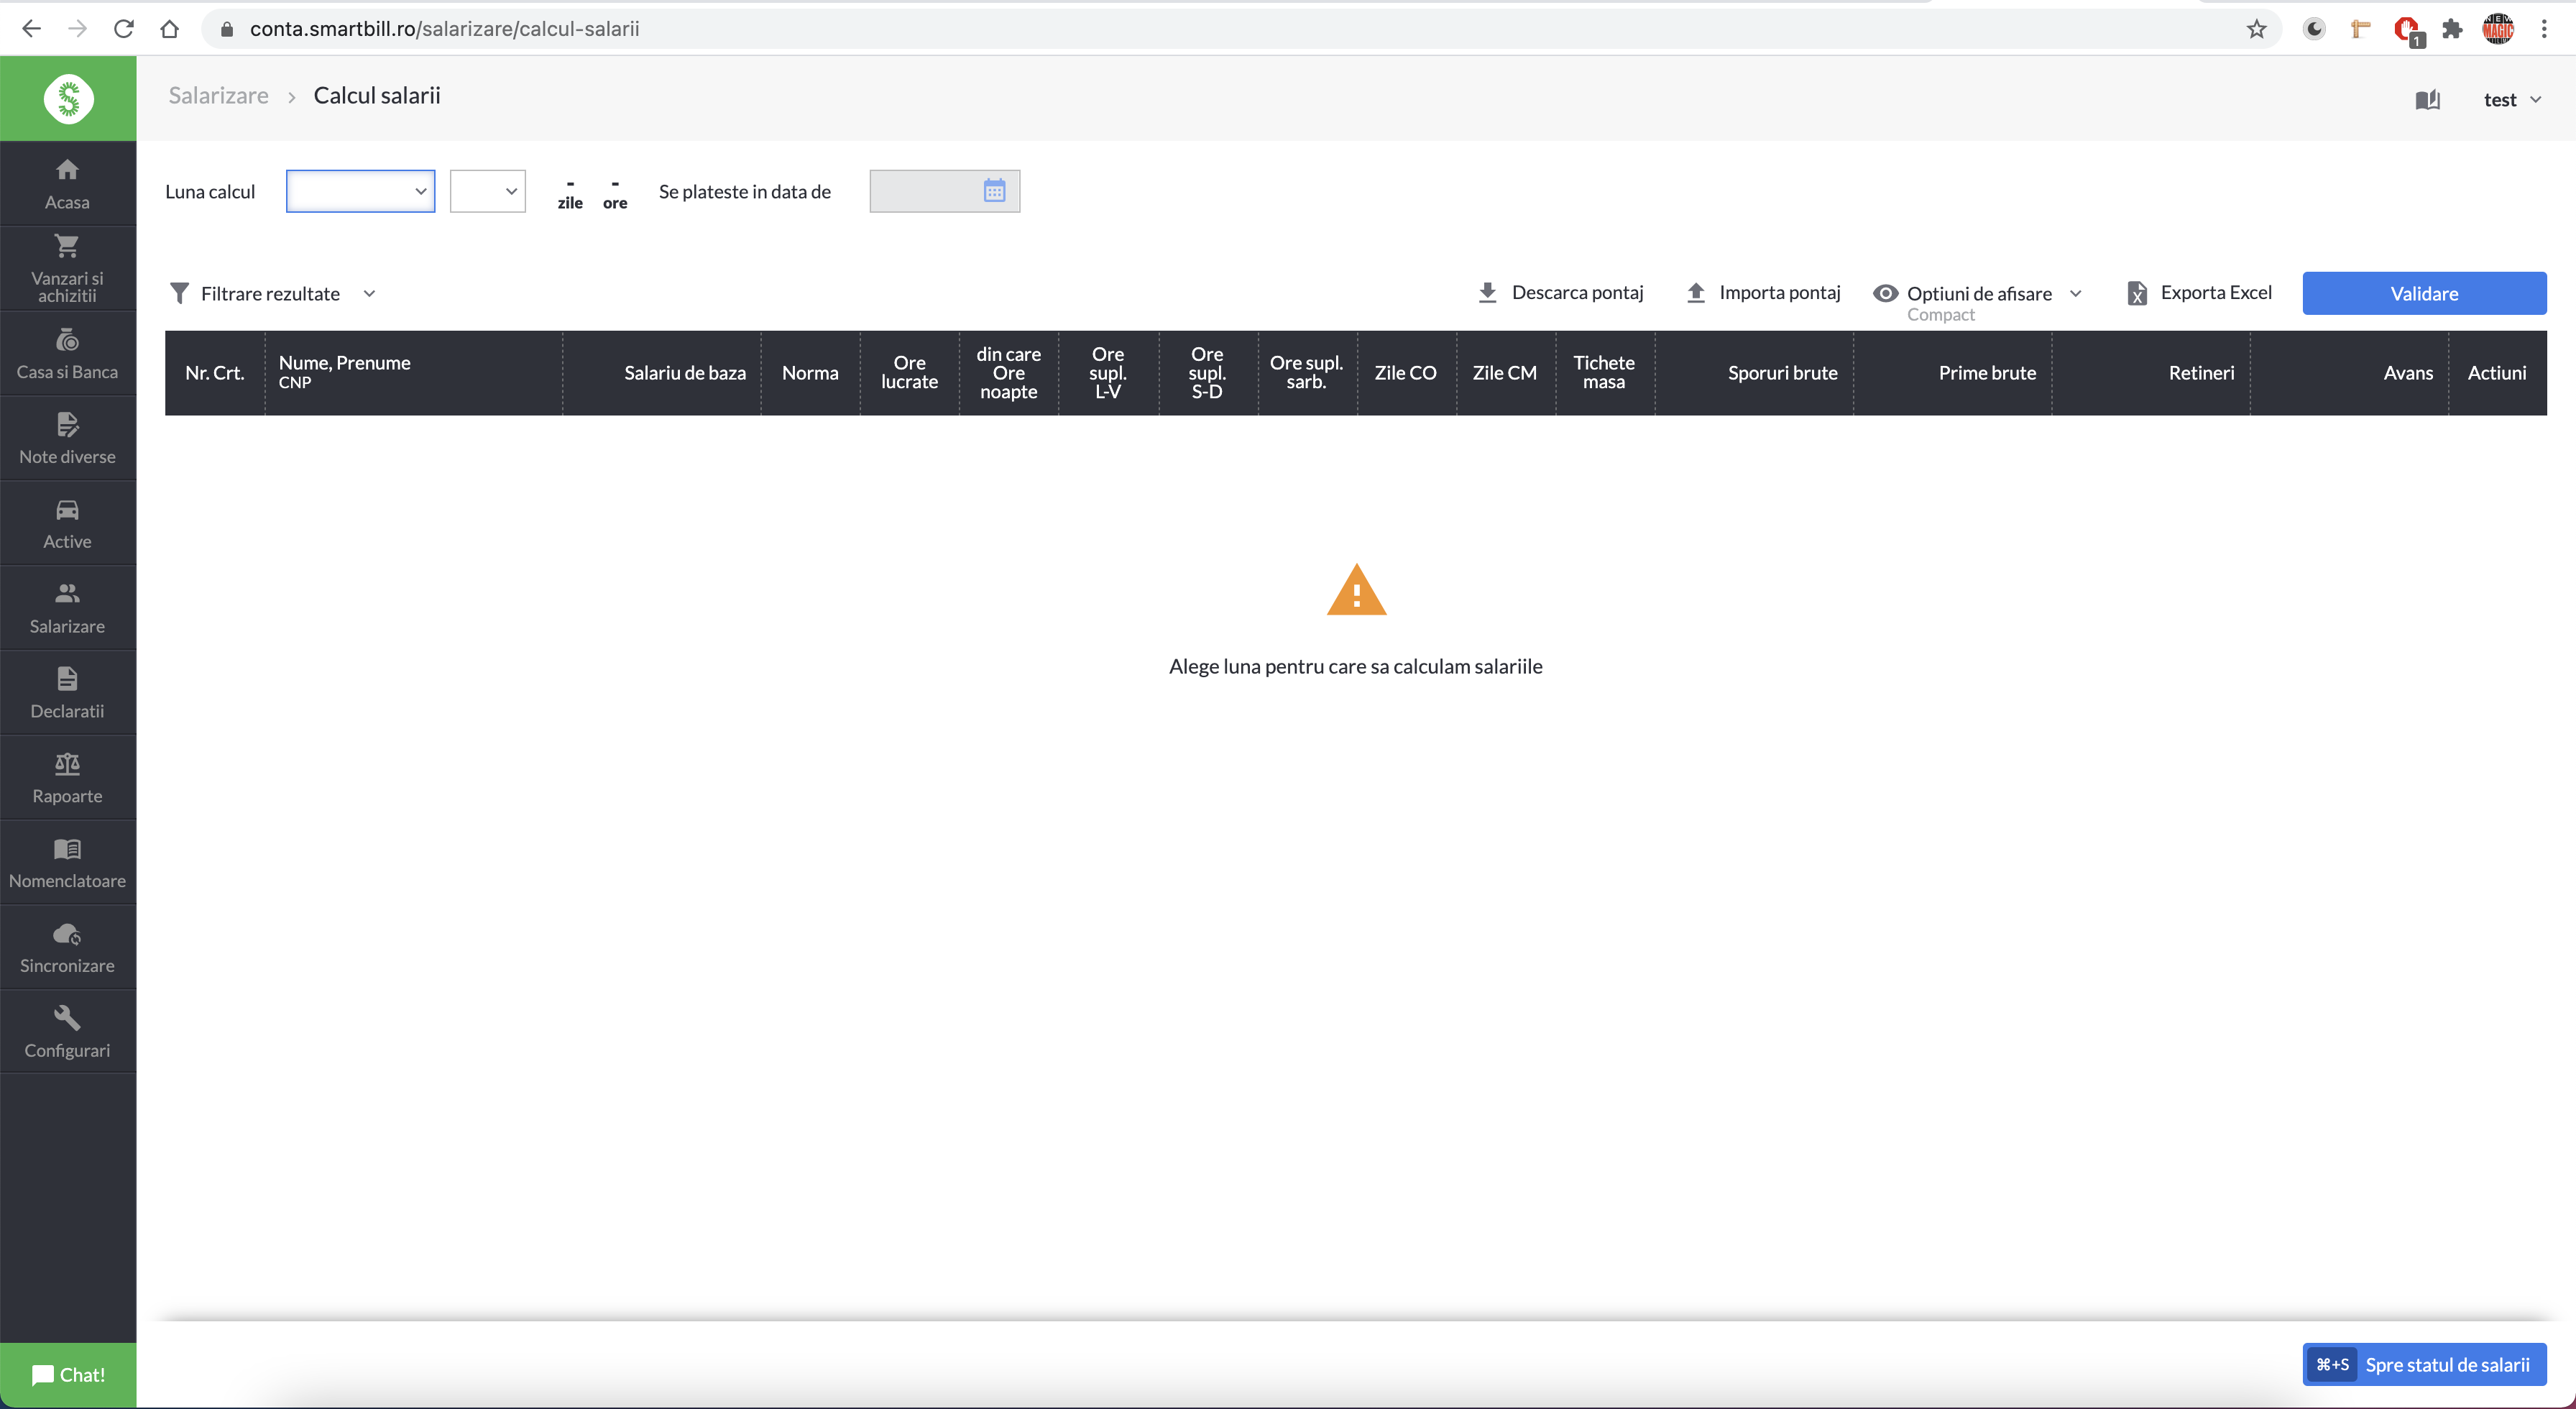 conta.smartbill.ro/salarizare/calcul-salarii
1
Salarizare > Calcul salarii
test
Acasa
Vanzari si
achizitii
Casa si Banca
Note diverse
Active
Salarizare
Declaratii
Rapoarte
Nomenclatoare
Sincronizare
Configurari
Chat!
Luna calcul
- zile
- ore
Se plateste in data de
Filtrare rezultate
Descarca pontaj
Importa pontaj
Optiuni de afisare
Compact
Exporta Excel
Validare
Nr. Crt.
Nume, Prenume
CNP
Salariu de baza
Norma
Ore
lucrate
din care
Ore
noapte
Ore
supl.
L-V
Ore
supl.
S-D
Ore supl.
sarb.
Zile CO
Zile CM
Tichete
masa
Sporuri brute
Prime brute
Retineri
Avans
Actiuni
Alege luna pentru care sa calculam salariile
⌘+S Spre statul de salarii